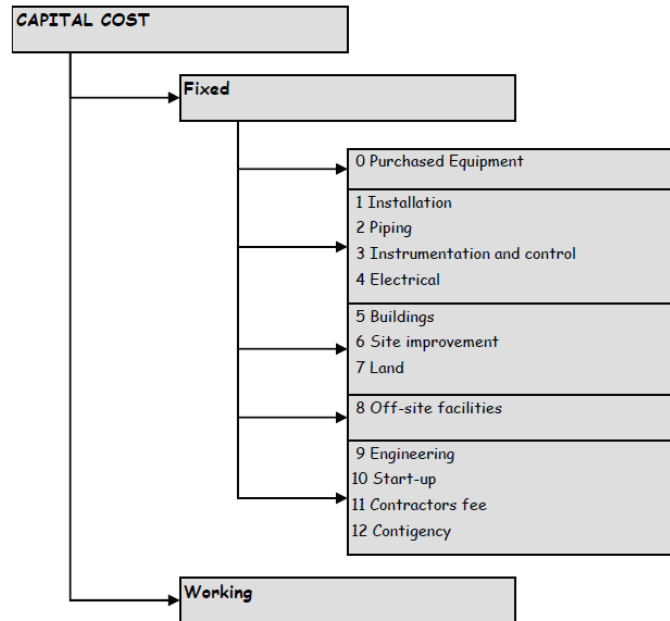 CAPITAL COST
Fixed
0 Purchased Equipment
1 Installation
2 Piping
3 Instrumentation and control
4 Electrical
5 Buildings
6 Site improvement
7 Land
8 Off-site facilities
9 Engineering
10 Start-up
11 Contractors fee
12 Contigency
Working